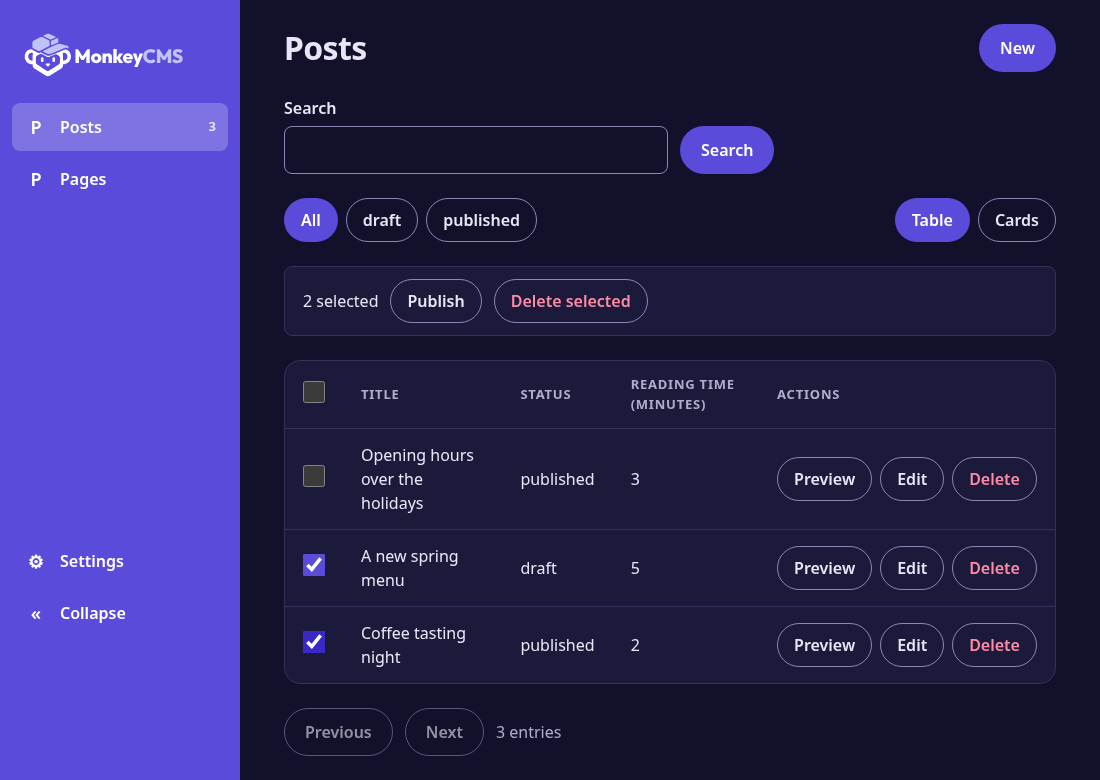 MonkeyCMS
P Posts 3
P Pages
⚙ Settings
« Collapse
Posts
New
Search
Search
All draft published
Table Cards
2 selected Publish Delete selected
TITLE STATUS READING TIME (MINUTES) ACTIONS
Opening hours
over the
holidays
published 3 Preview Edit Delete
A new spring
menu
draft 5 Preview Edit Delete
Coffee tasting
night
published 2 Preview Edit Delete
Previous Next 3 entries